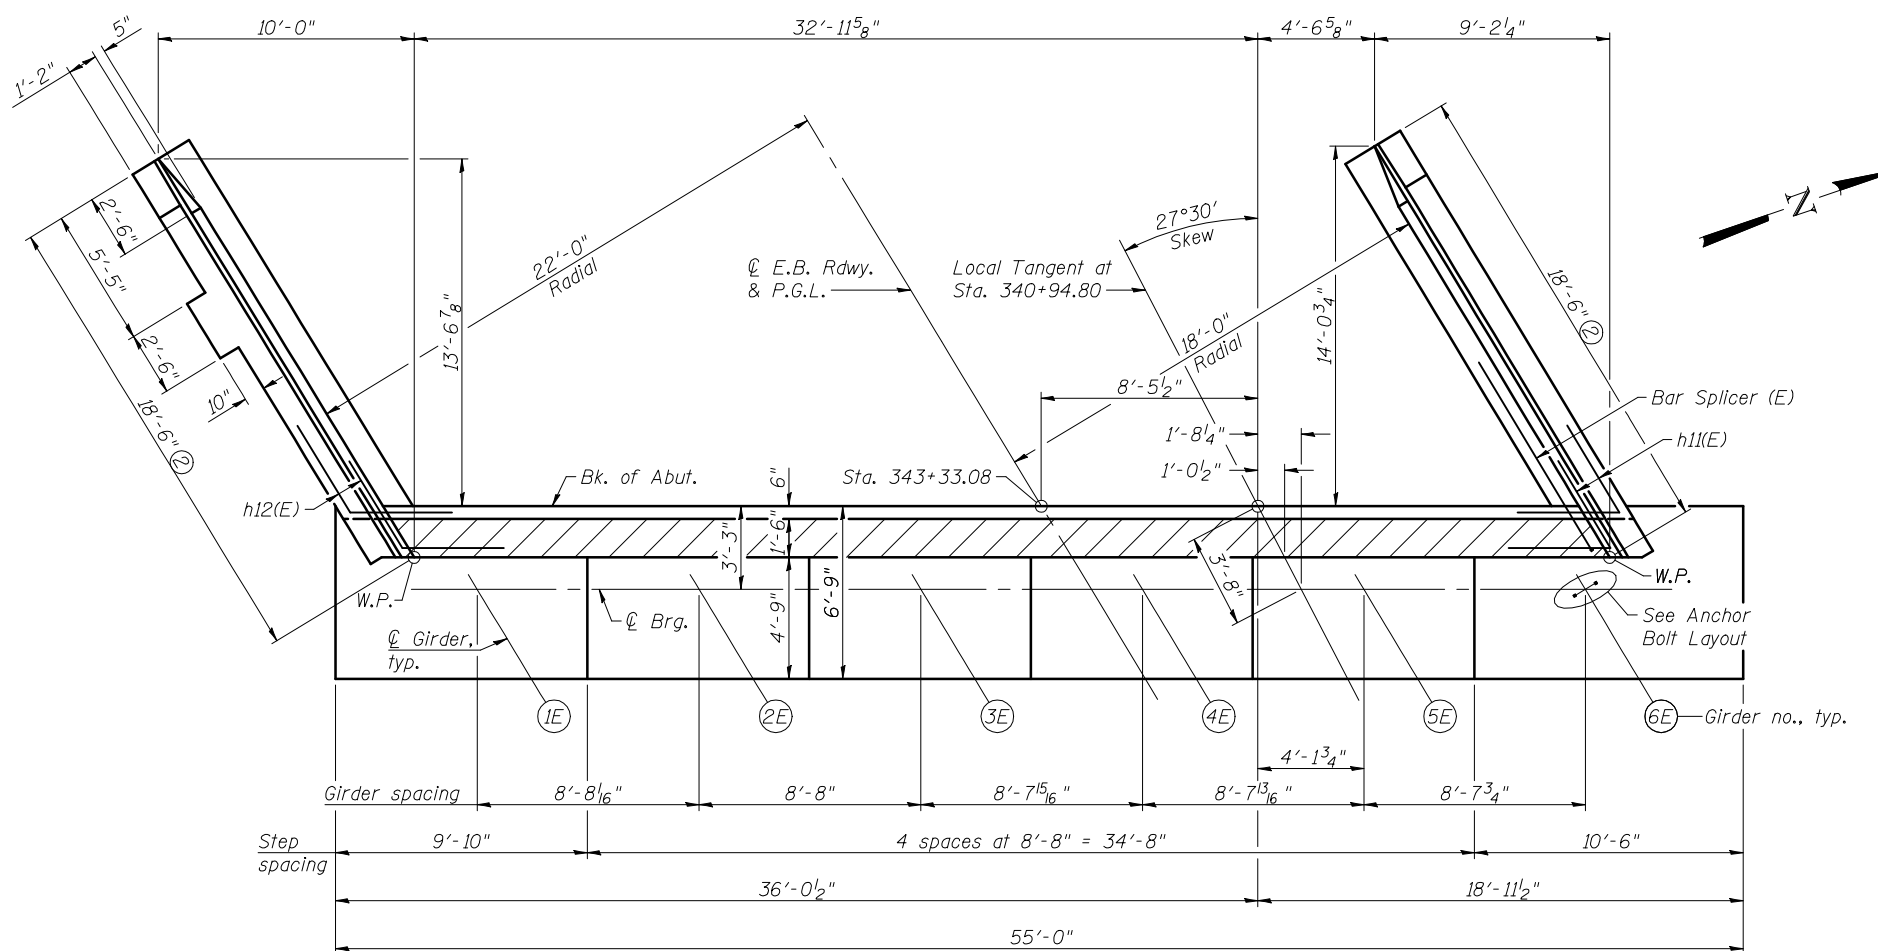 10'-0"
32'-11 5/8"
4'-6 5/8"
9'-2 1/4"
5"
1'-2"
2'-6"
5'-5"
2'-6"
10"
18'-6" ②
13'-6 7/8"
22'-0"
Radial
℄ E.B. Rdwy.
& P.G.L.
Local Tangent at
Sta. 340+94.80
27°30'
Skew
18'-0"
Radial
14'-0 3/4"
18'-6" ②
N
8'-5 1/2"
1'-8 1/4"
1'-0 1/2"
Bar Splicer (E)
h11(E)
h12(E)
Bk. of Abut.
6"
Sta. 343+33.08
3'-3"
1'-6"
6'-9"
4'-9"
3'-8"
W.P.
W.P.
℄ Girder,
typ.
℄ Brg.
See Anchor
Bolt Layout
1E
2E
3E
4E
5E
6E
Girder no., typ.
4'-1 3/4"
Girder spacing
8'-8 1/16"
8'-8"
8'-7 15/16"
8'-7 13/16"
8'-7 3/4"
Step
spacing
9'-10"
4 spaces at 8'-8" = 34'-8"
10'-6"
36'-0 1/2"
18'-11 1/2"
55'-0"